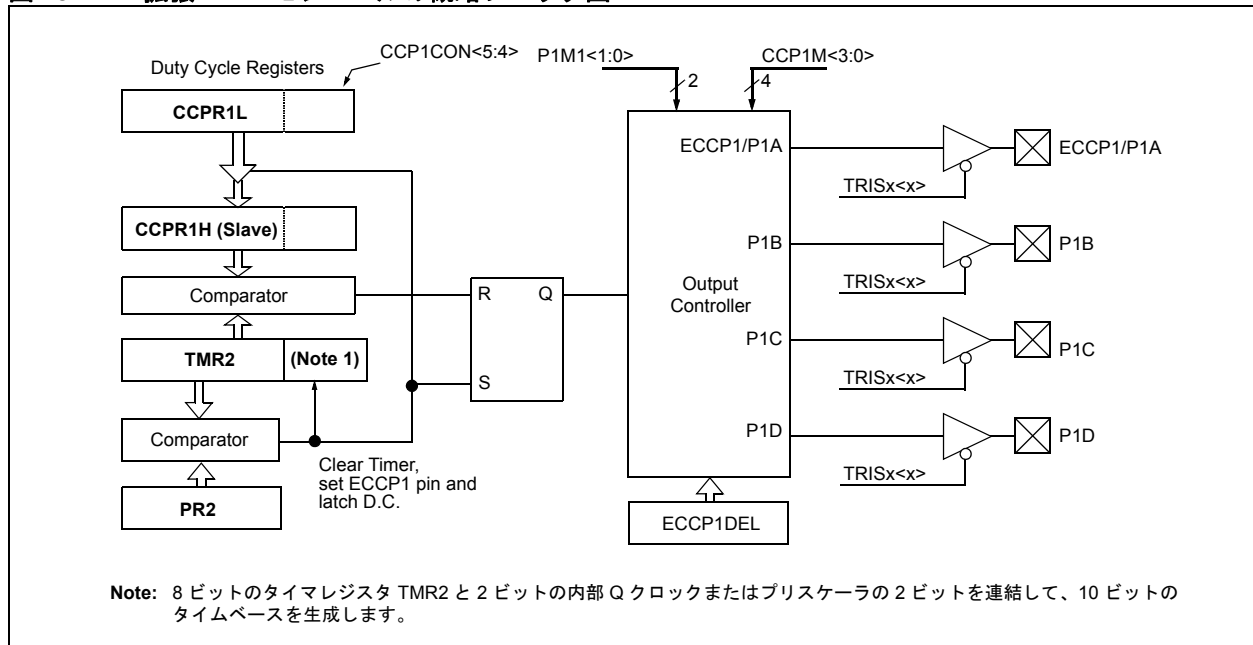 CCP1CON<5:4>
Duty Cycle Registers
CCPR1L
CCPR1H (Slave)
Comparator
TMR2
(Note 1)
Comparator
PR2
Clear Timer,
set ECCP1 pin and
latch D.C.
R
Q
S
P1M1<1:0>
2
CCP1M<3:0>
4
Output
Controller
ECCP1/P1A
P1B
P1C
P1D
ECCP1DEL
TRISx<x>
ECCP1/P1A
TRISx<x>
P1B
TRISx<x>
P1C
TRISx<x>
P1D
Note: 8 ビットのタイマレジスタ TMR2 と 2 ビットの内部 Q クロックまたはプリスケーラの 2 ビットを連結して、10 ビットの
タイムベースを生成します。